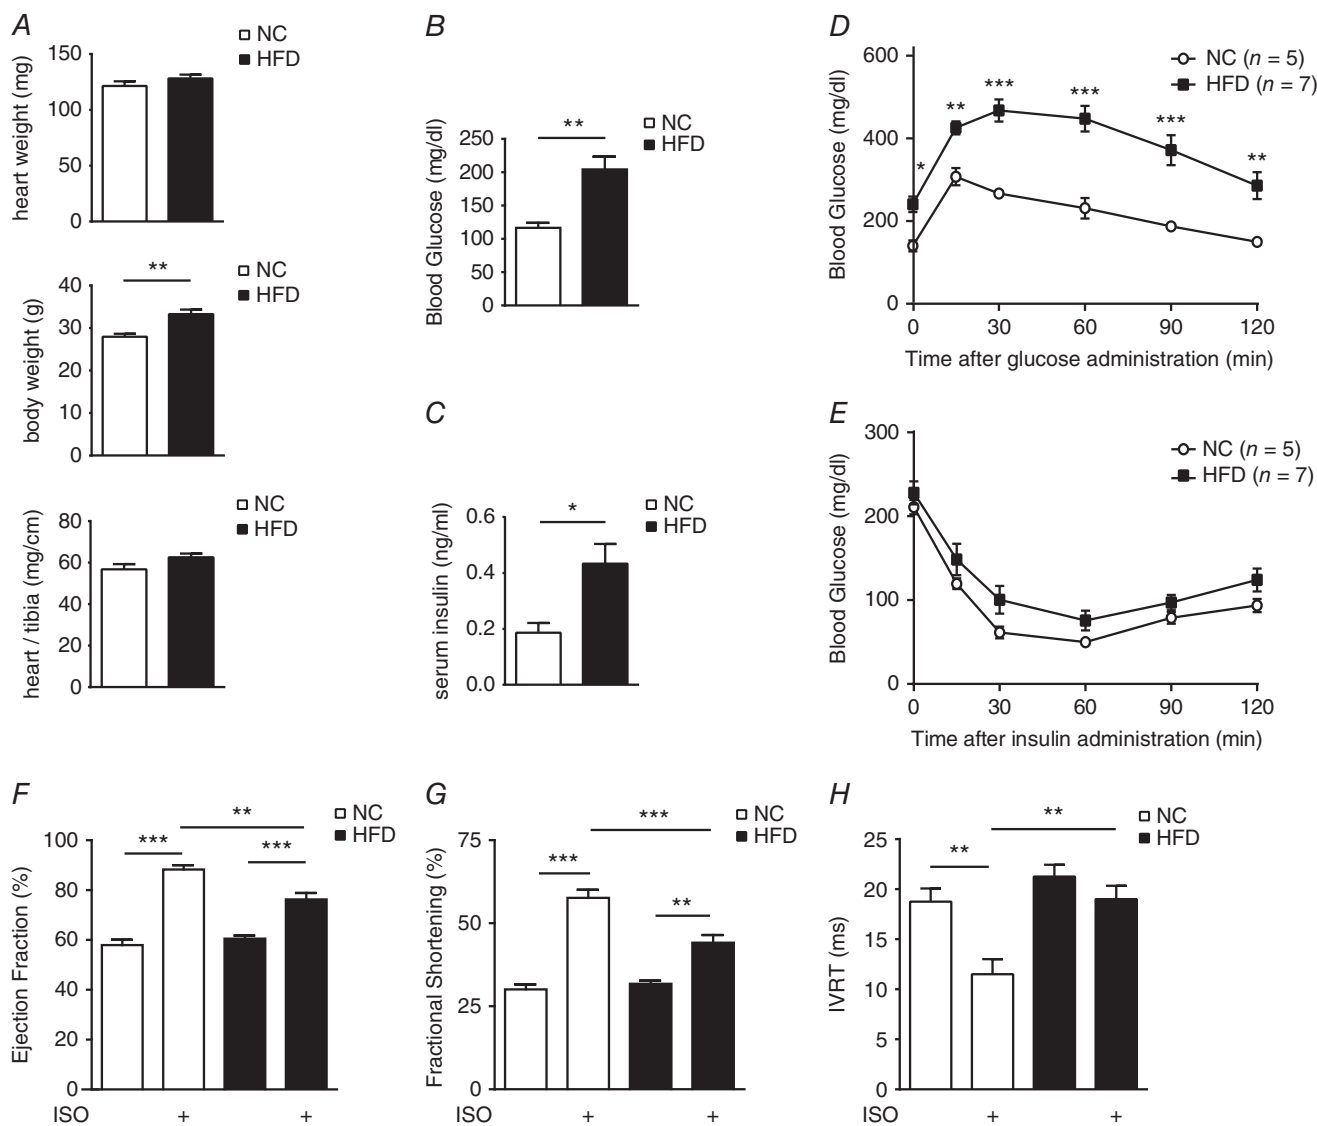 A
NC
HFD
heart weight (mg)
150
100
50
0
**
NC
HFD
body weight (g)
40
30
20
10
0
NC
HFD
heart / tibia (mg/cm)
80
60
40
20
0
B
NC
HFD
**
Blood Glucose (mg/dl)
250
200
150
100
50
0
C
NC
HFD
*
serum insulin (ng/ml)
0.6
0.4
0.2
0.0
D
NC (n = 5)
HFD (n = 7)
Blood Glucose (mg/dl)
600
400
200
0
*
**
***
***
***
**
0 30 60 90 120
Time after glucose administration (min)
E
NC (n = 5)
HFD (n = 7)
Blood Glucose (mg/dl)
300
200
100
0
0 30 60 90 120
Time after insulin administration (min)
F
NC
HFD
**
***
***
Ejection Fraction (%)
100
80
60
40
20
0
ISO + +
G
NC
HFD
***
***
**
Fractional Shortening (%)
75
50
25
0
ISO + +
H
NC
HFD
**
**
IVRT (ms)
25
20
15
10
5
0
ISO + +